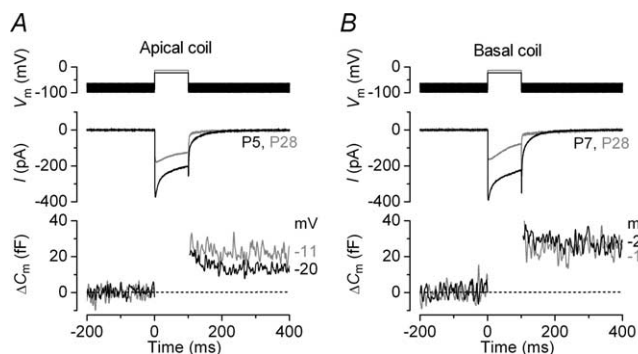 A
Apical coil
Vm (mV)
0
-100
I (pA)
0
-200
-400
P5, P28
ΔCm (fF)
40
20
0
mV
-11
-20
-200 0 200 400
Time (ms)
B
Basal coil
Vm (mV)
0
-100
I (pA)
0
-200
-400
P7, P28
ΔCm (fF)
40
20
0
-200 0 200 400
Time (ms)